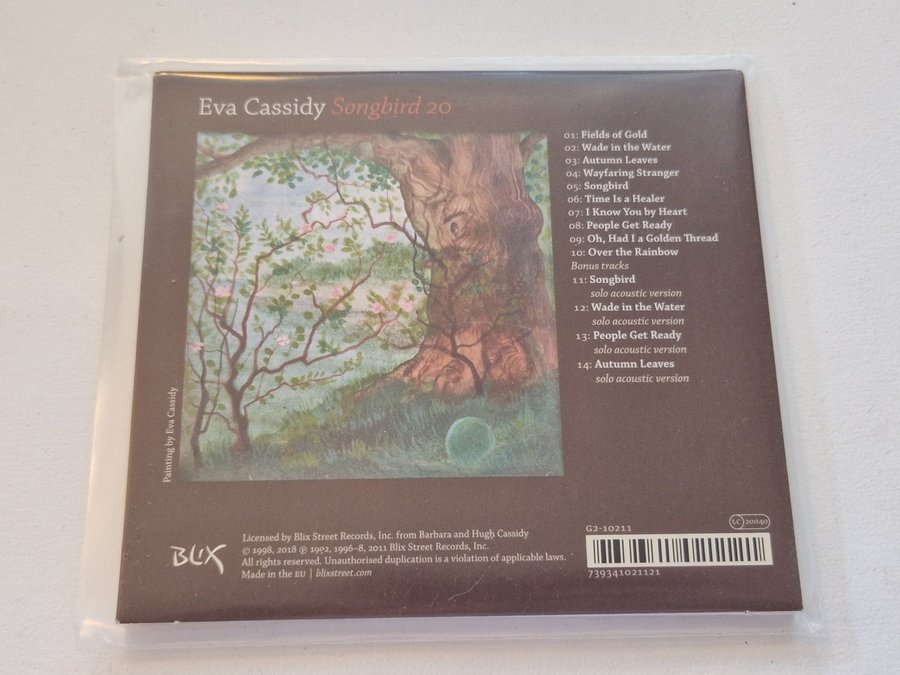 Eva Cassidy Songbird 20
01: Fields of Gold
02: Wade in the Water
03: Autumn Leaves
04: Wayfaring Stranger
05: Songbird
06: Time Is a Healer
07: I Know You by Heart
08: People Get Ready
09: Oh, Had I a Golden Thread
10: Over the Rainbow
Bonus tracks
11: Songbird
solo acoustic version
12: Wade in the Water
solo acoustic version
13: People Get Ready
solo acoustic version
14: Autumn Leaves
solo acoustic version
Painting by Eva Cassidy
BLIX
Licensed by Blix Street Records, Inc. from Barbara and Hugh Cassidy
© 1998, 2018 ℗ 1992, 1996–8, 2011 Blix Street Records, Inc.
All rights reserved. Unauthorised duplication is a violation of applicable laws.
Made in the EU | blixstreet.com
G2-10211
LC 20040
739341021121